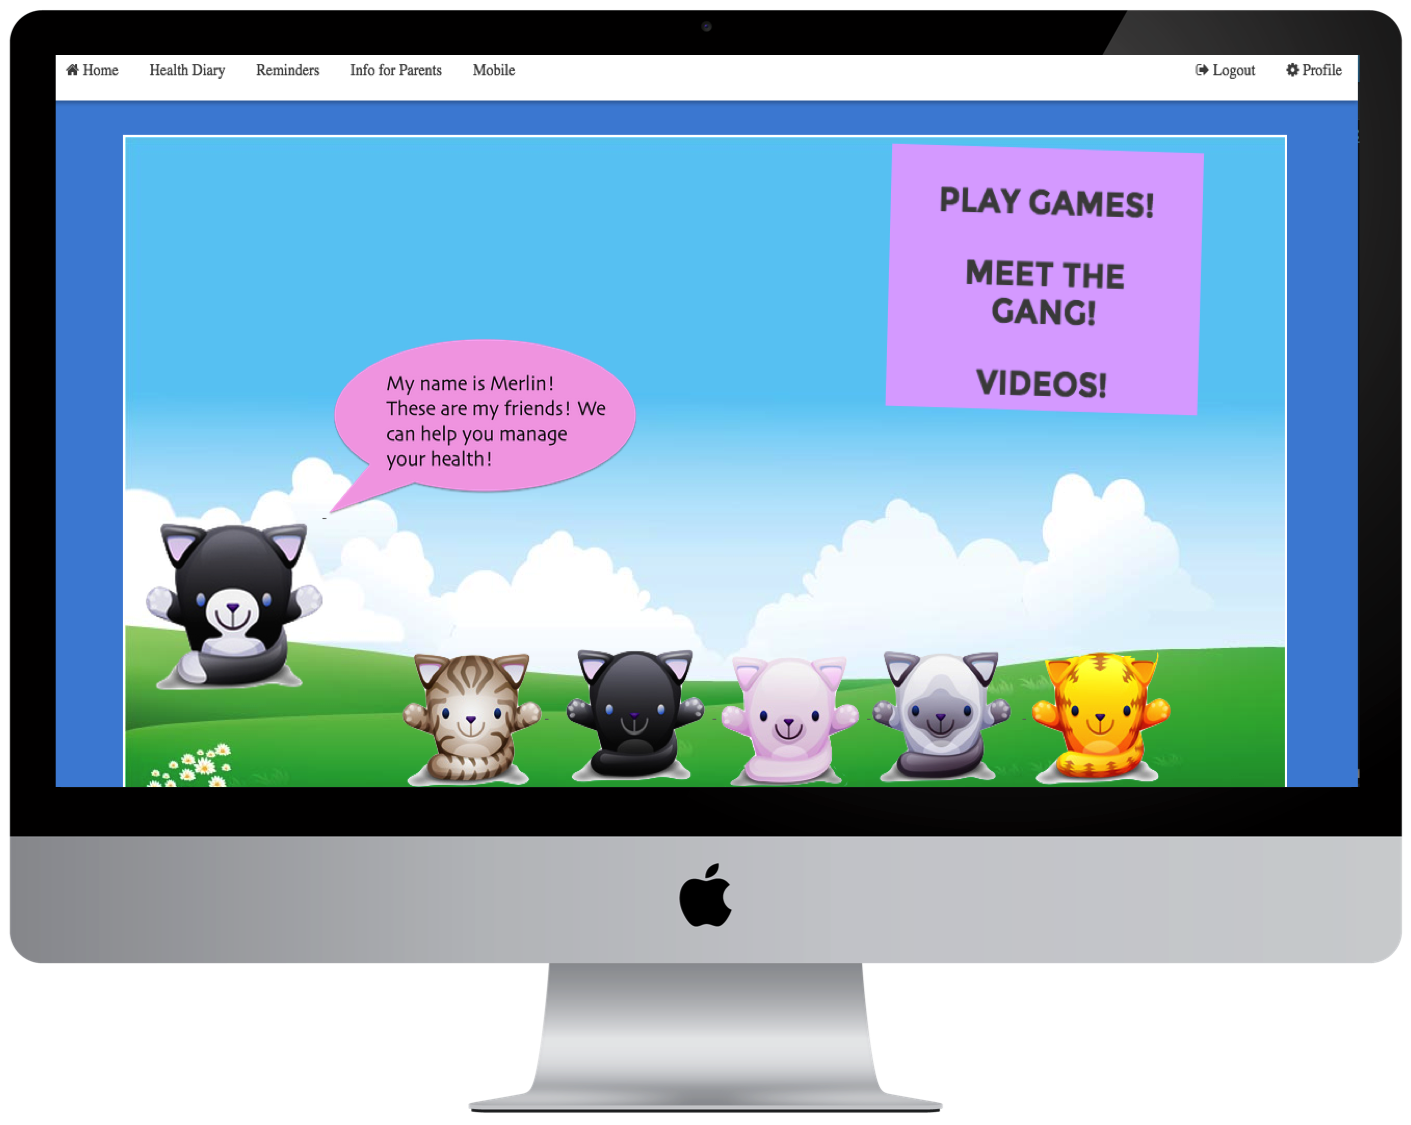 Home Health Diary Reminders Info for Parents Mobile Logout Profile
PLAY GAMES!
MEET THE
GANG!
VIDEOS!
My name is Merlin!
These are my friends! We
can help you manage
your health!